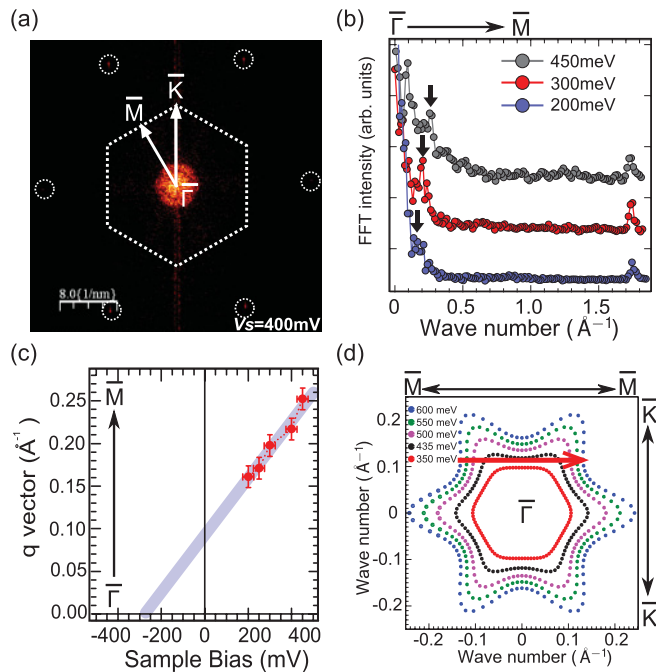 (a)
M̅
K̅
Γ̅
8.0{1/nm}
Vs=400mV
(b)
Γ̅
M̅
FFT intensity (arb. units)
450meV
300meV
200meV
0.0 0.5 1.0 1.5
Wave number (Å⁻¹)
(c)
q vector (Å⁻¹)
M̅
Γ̅
0.25
0.20
0.15
0.10
0.05
0.00
-400 -200 0 200 400
Sample Bias (mV)
(d)
M̅
M̅
K̅
K̅
600 meV
550 meV
500 meV
435 meV
350 meV
Γ̅
Wave number (Å⁻¹)
0.2
0.1
0
-0.1
-0.2
-0.2 -0.1 0 0.1 0.2
Wave number (Å⁻¹)